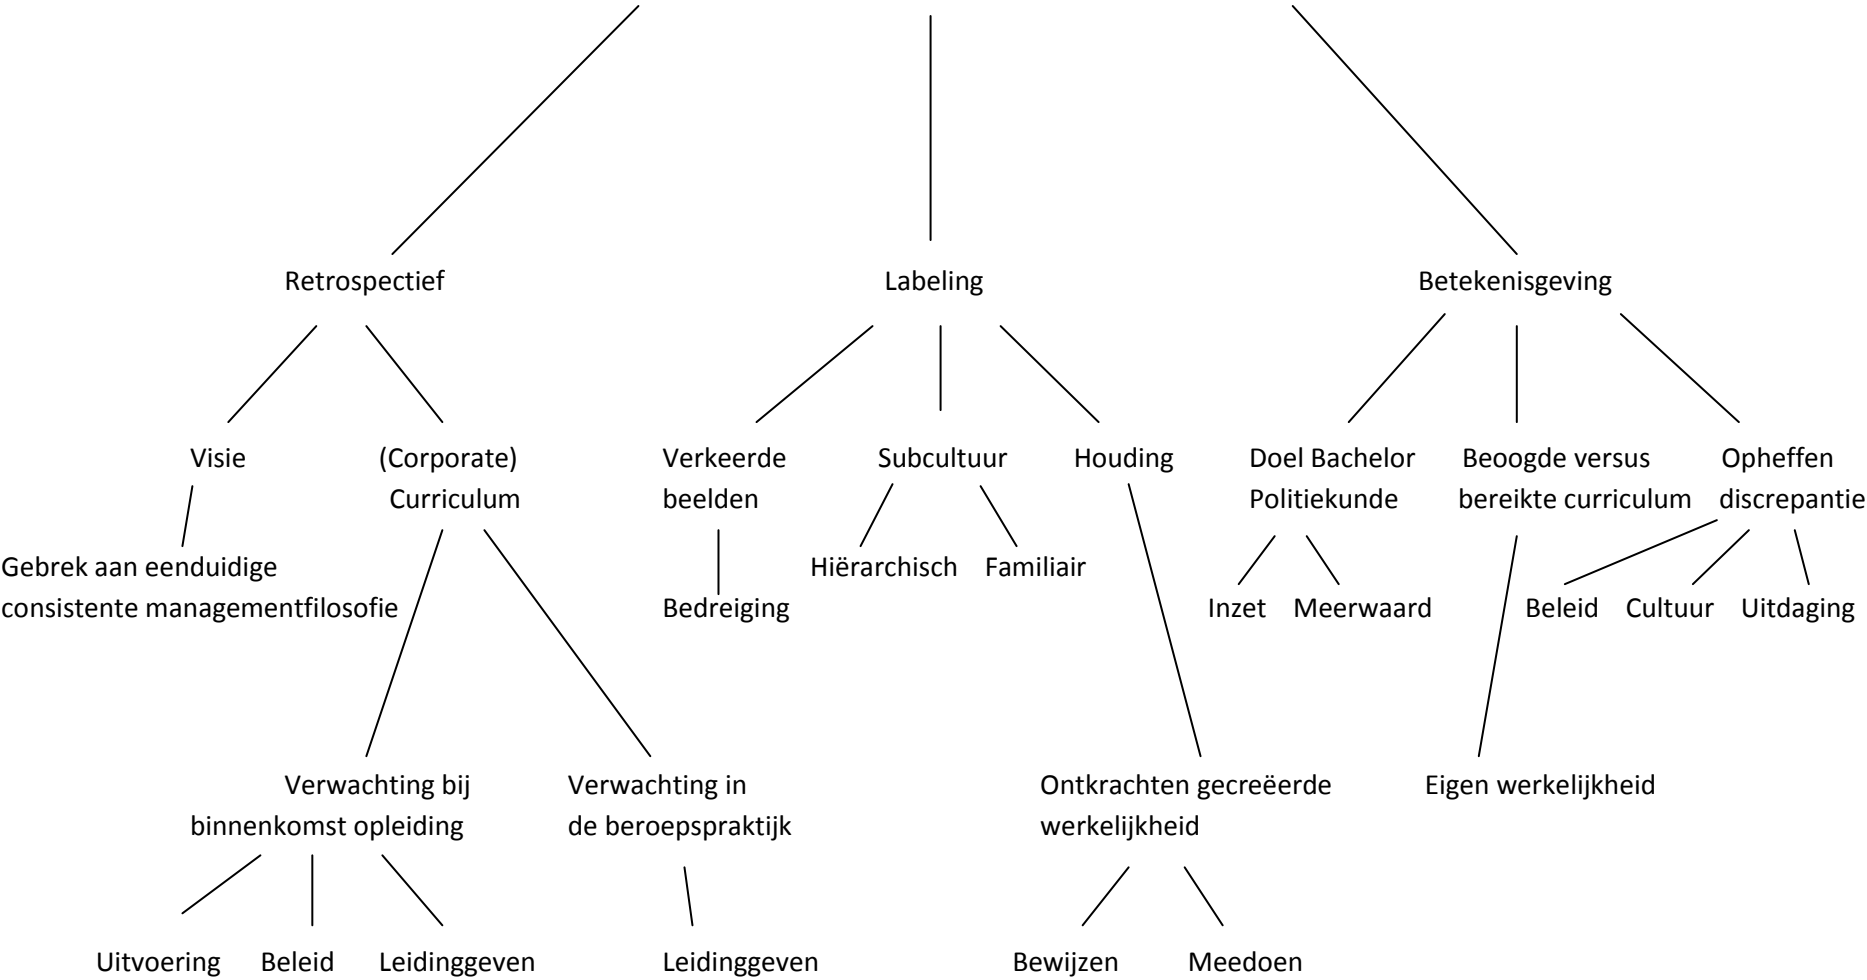 Retrospectief Labeling Betekenisgeving
Visie (Corporate) Verkeerde Subcultuur Houding Doel Bachelor Beoogde versus Opheffen
Curriculum beelden Politiekunde bereikte curriculum discrepantie
Gebrek aan eenduidige Hiërarchisch Familiair
consistente managementfilosofie Bedreiging Inzet Meerwaard Beleid Cultuur Uitdaging
Verwachting bij Verwachting in Ontkrachten gecreëerde Eigen werkelijkheid
binnenkomst opleiding de beroepspraktijk werkelijkheid
Uitvoering Beleid Leidinggeven Leidinggeven Bewijzen Meedoen